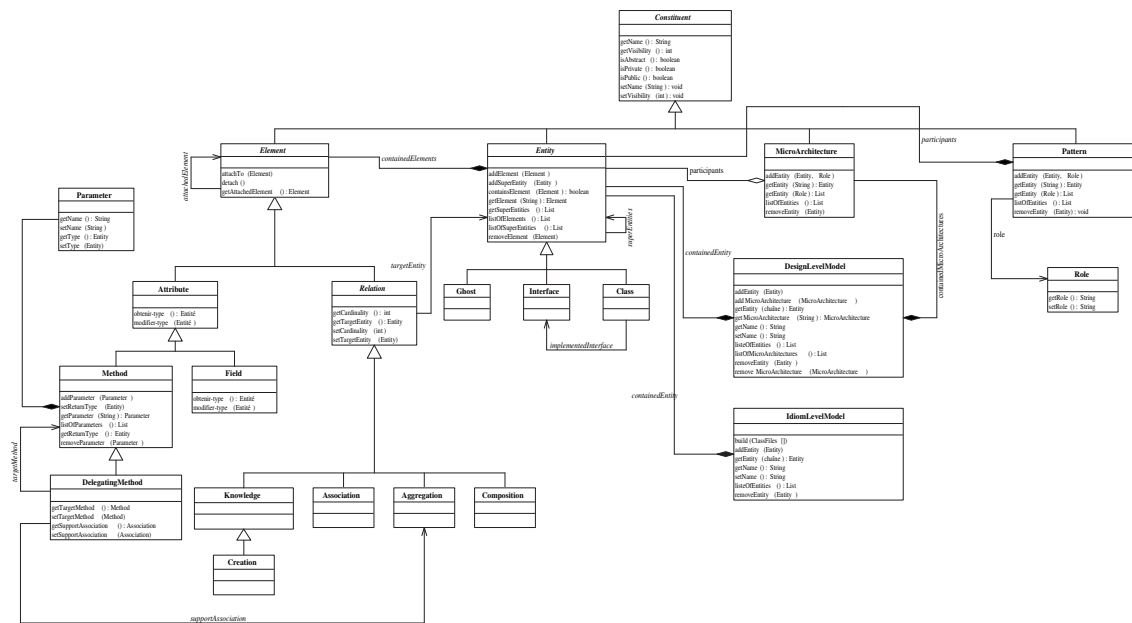 Constituent
getName () : String
getVisibility () : int
isAbstract () : boolean
isPrivate () : boolean
isPublic () : boolean
setName (String) : void
setVisibility (int) : void
Element
attachTo (Element)
detach ()
getAttachedElement () : Element
attachedElement
containedElements
Entity
addElement (Element )
addSuperEntity (Entity )
containsElement (Element ) : boolean
getElement (String) : Element
getSuperEntities () : List
listOfElements () : List
listOfSuperEntities () : List
removeElement (Element)
superEntities
participants
MicroArchitecture
addEntity (Entity, Role )
getEntity (String) : Entity
getEntity (Role) : List
listOfEntities () : List
removeEntity (Entity)
participants
Pattern
addEntity (Entity, Role )
getEntity (String) : Entity
getEntity (Role) : List
listOfEntities () : List
removeEntity (Entity) : void
role
containedMicroArchitectures
Parameter
getName () : String
setName (String )
getType () : Entity
setType (Entity)
targetEntity
containedEntity
Attribute
obtenir-type () : Entité
modifier-type (Entité )
Relation
getCardinality () : int
getTargetEntity () : Entity
setCardinality (int )
setTargetEntity (Entity)
Ghost
Interface
Class
implementedInterface
DesignLevelModel
addEntity (Entity)
add MicroArchitecture (MicroArchitecture )
getEntity (chaîne) : Entity
get MicroArchitecture (String) : MicroArchitecture
getName () : String
setName () : String
listeOfEntities () : List
listOfMicroArchitectures () : List
removeEntity (Entity )
remove MicroArchitecture (MicroArchitecture )
Role
getRole () : String
setRole () : String
Method
addParameter (Parameter )
setReturnType (Entity)
getParameter (String) : Parameter
listOfParameters () : List
getReturnType () : Entity
removeParameter (Parameter )
Field
obtenir-type () : Entité
modifier-type (Entité )
targetMethod
containedEntity
IdiomLevelModel
build (ClassFiles [])
addEntity (Entity)
getEntity (chaîne) : Entity
getName () : String
setName () : String
listeOfEntities () : List
removeEntity (Entity )
DelegatingMethod
getTargetMethod () : Method
setTargetMethod (Method)
getSupportAssociation () : Association
setSupportAssociation (Association)
Knowledge
Association
Aggregation
Composition
Creation
supportAssociation